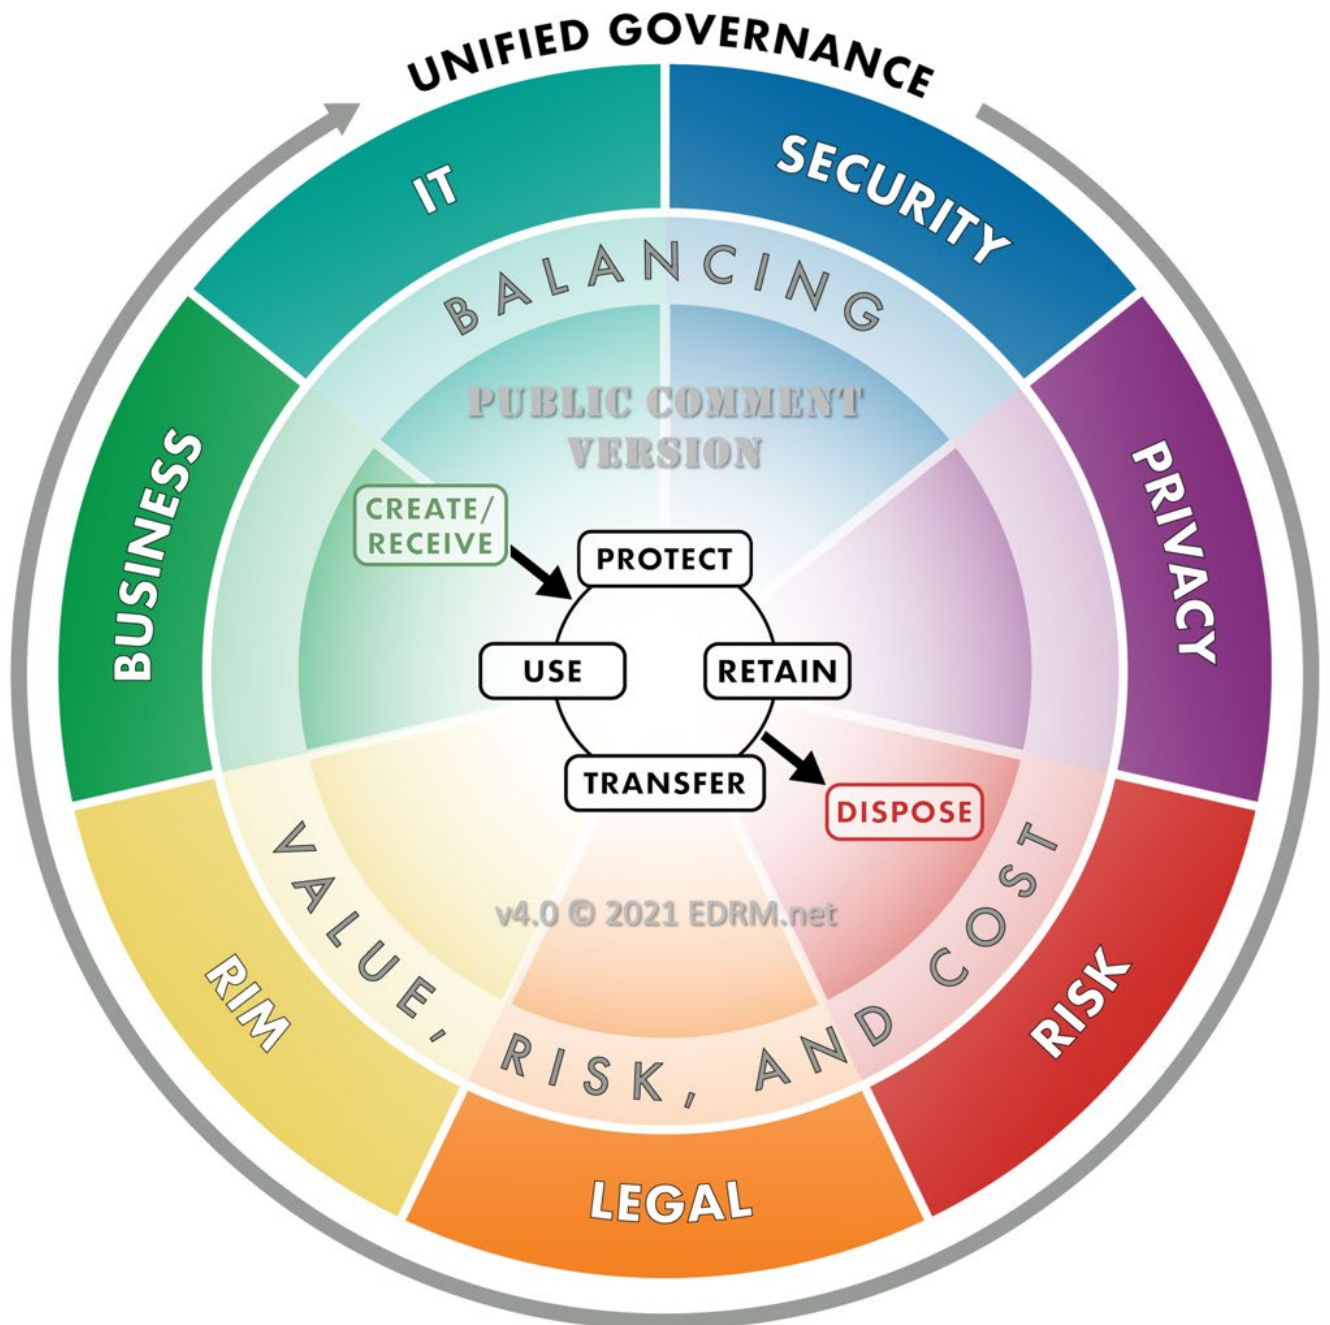 UNIFIED GOVERNANCE
IT
SECURITY
BALANCING
PUBLIC COMMENT
VERSION
BUSINESS
PRIVACY
CREATE/
RECEIVE
PROTECT
USE
RETAIN
TRANSFER
DISPOSE
VALUE, RISK, AND COST
v4.0 © 2021 EDRM.net
RIM
RISK
LEGAL